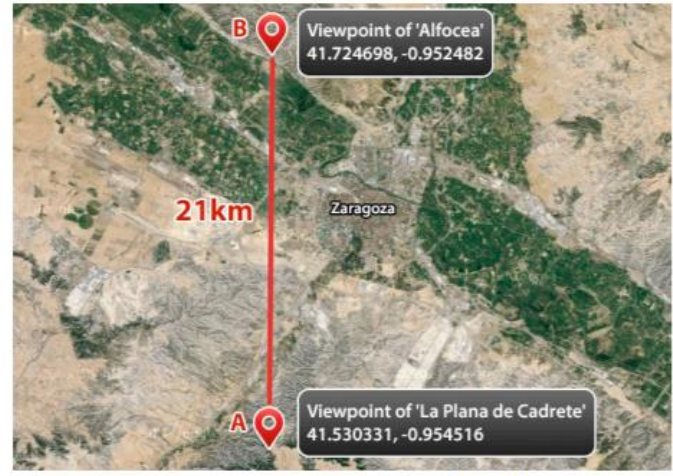 B
Viewpoint of 'Alfocea'
41.724698, -0.952482
21km
Zaragoza
A
Viewpoint of 'La Plana de Cadrete'
41.530331, -0.954516